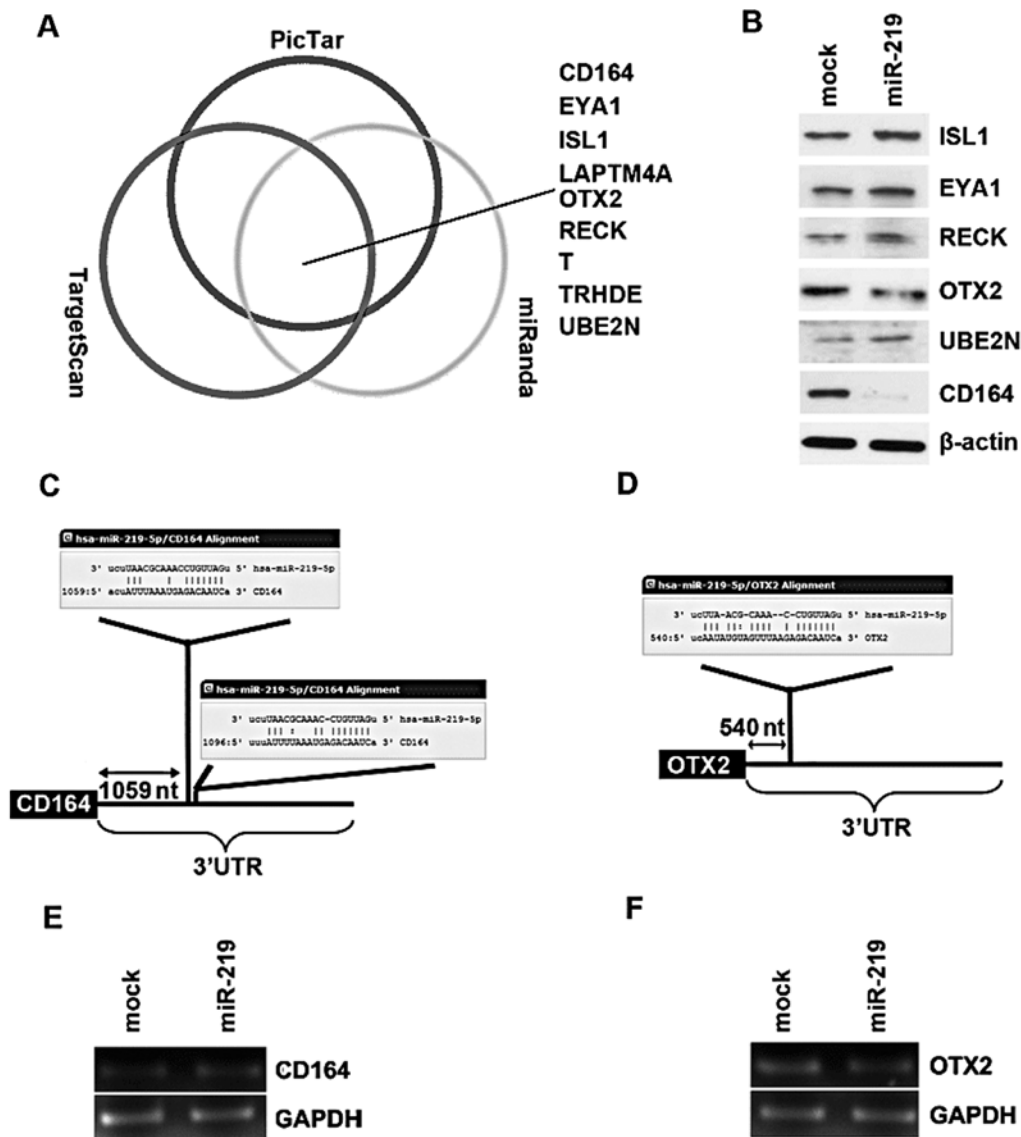 A
PicTar
TargetScan
miRanda
CD164
EYA1
ISL1
LAPTM4A
OTX2
RECK
T
TRHDE
UBE2N
B
mock
miR-219
ISL1
EYA1
RECK
OTX2
UBE2N
CD164
β-actin
C
hsa-miR-219-5p/CD164 Alignment
3' ucuUAACGCAAACCUGUUAGu 5' hsa-miR-219-5p
1059:5' acuAUUUAAAUGAGACAAUCa 3' CD164
hsa-miR-219-5p/CD164 Alignment
3' ucuUAACGCAAAC-CUGUUAGu 5' hsa-miR-219-5p
1096:5' uuuAUUUUAAAUGAGACAAUCa 3' CD164
1059 nt
CD164
3'UTR
D
hsa-miR-219-5p/OTX2 Alignment
3' ucUUA-ACG-CAAA--C-CUGUUAGu 5' hsa-miR-219-5p
540:5' ucAAUAUGUAGUUUAAGAGACAAUCa 3' OTX2
540 nt
OTX2
3'UTR
E
mock
miR-219
CD164
GAPDH
F
mock
miR-219
OTX2
GAPDH